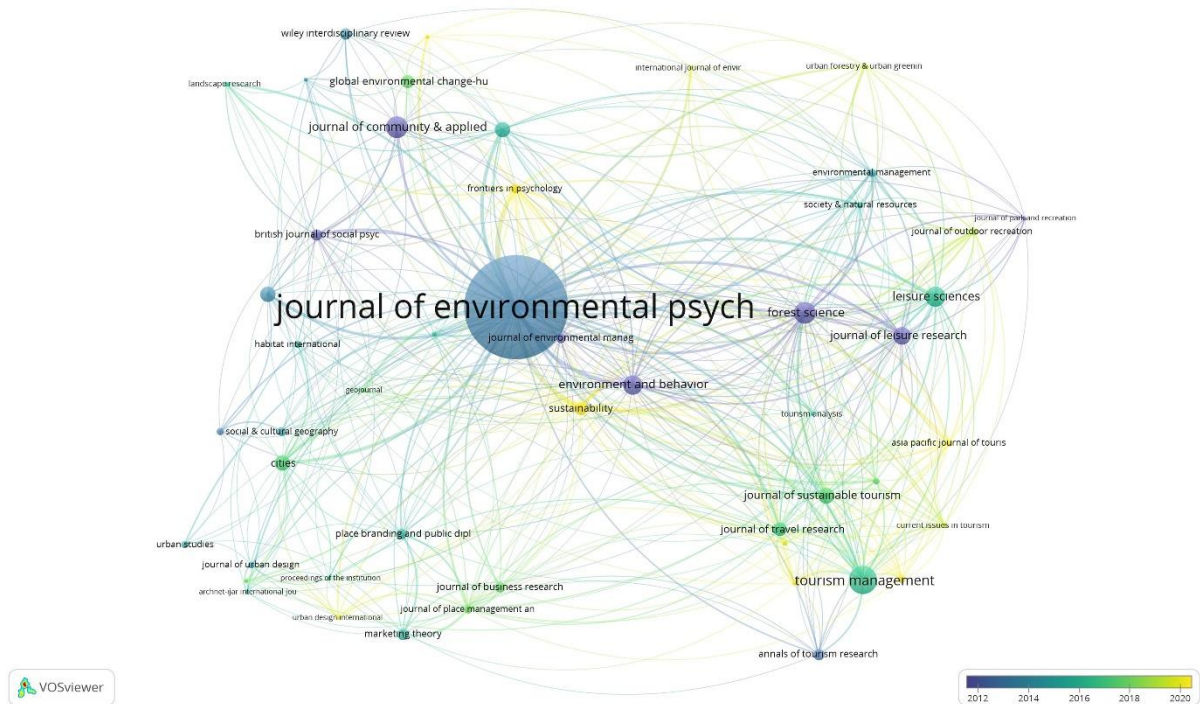 wiley interdisciplinary review
landscape research
global environmental change-hu
international journal of envir
urban forestry & urban greenin
journal of community & applied
frontiers in psychology
environmental management
society & natural resources
journal of park and recreation
journal of outdoor recreation
british journal of social psyc
journal of environmental psych
leisure sciences
forest science
journal of leisure research
journal of environmental manag
habitat international
geojournal
environment and behavior
sustainability
tourism analysis
social & cultural geography
asia pacific journal of touris
cities
journal of sustainable tourism
journal of travel research
current issues in tourism
place branding and public dipl
urban studies
journal of urban design
proceedings of the institution
archnet-ijar international jou
journal of business research
tourism management
journal of place management an
urban design international
marketing theory
annals of tourism research
VOSviewer
2012 2014 2016 2018 2020